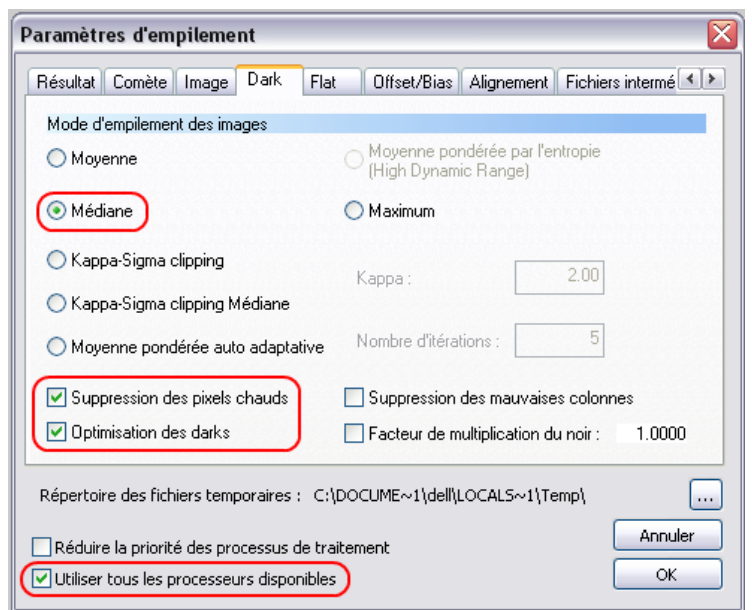 Paramètres d'empilement
Résultat Comète Image Dark Flat Offset/Bias Alignement Fichiers intermé
Mode d'empilement des images
Moyenne
Moyenne pondérée par l'entropie
(High Dynamic Range)
Médiane
Maximum
Kappa-Sigma clipping
Kappa : 2.00
Kappa-Sigma clipping Médiane
Moyenne pondérée auto adaptative
Nombre d'itérations : 5
Suppression des pixels chauds
Suppression des mauvaises colonnes
Optimisation des darks
Facteur de multiplication du noir : 1.0000
Répertoire des fichiers temporaires : C:\DOCUME~1\dell\LOCALS~1\Temp\ ...
Réduire la priorité des processus de traitement
Annuler
Utiliser tous les processeurs disponibles
OK